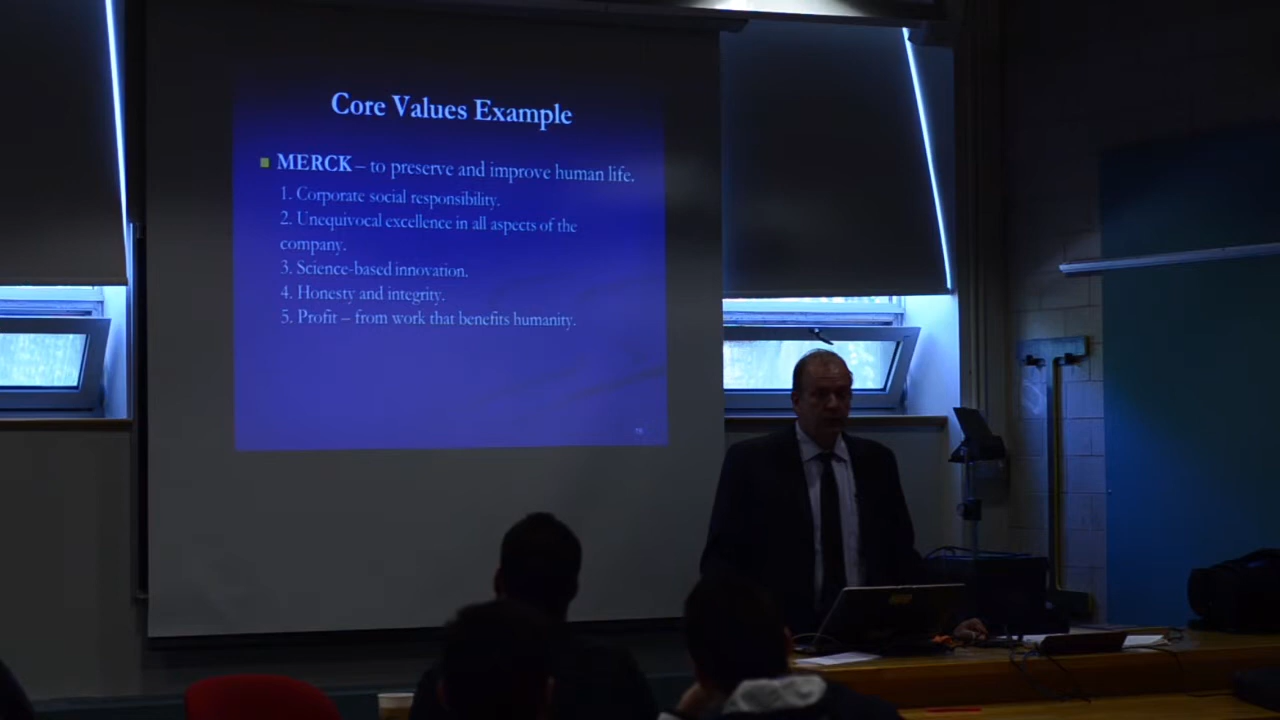 Core Values Example
MERCK – to preserve and improve human life.
1. Corporate social responsibility.
2. Unequivocal excellence in all aspects of the
company.
3. Science-based innovation.
4. Honesty and integrity.
5. Profit – from work that benefits humanity.